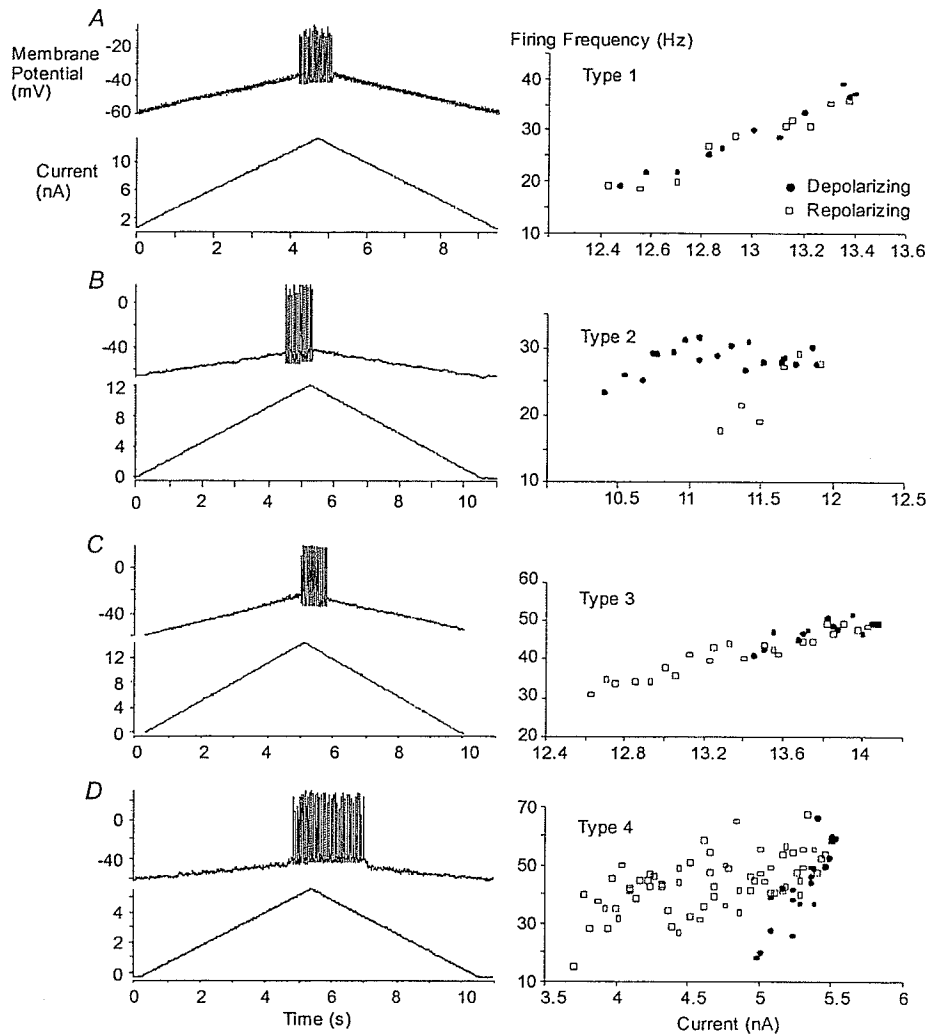 A
Membrane
Potential
(mV)
-20
-40
-60
Current
(nA)
10
6
2
0 2 4 6 8
Firing Frequency (Hz)
Type 1
40
30
20
10
Depolarizing
Repolarizing
12.4 12.6 12.8 13 13.2 13.4 13.6
B
0
-40
12
8
4
0
0 2 4 6 8 10
Type 2
30
20
10
10.5 11 11.5 12 12.5
C
0
-40
12
8
4
0
0 2 4 6 8 10
Type 3
60
50
40
30
20
12.4 12.8 13.2 13.6 14
D
0
-40
4
2
0
0 2 4 6 8 10
Time (s)
Type 4
70
50
30
10
3.5 4 4.5 5 5.5 6
Current (nA)